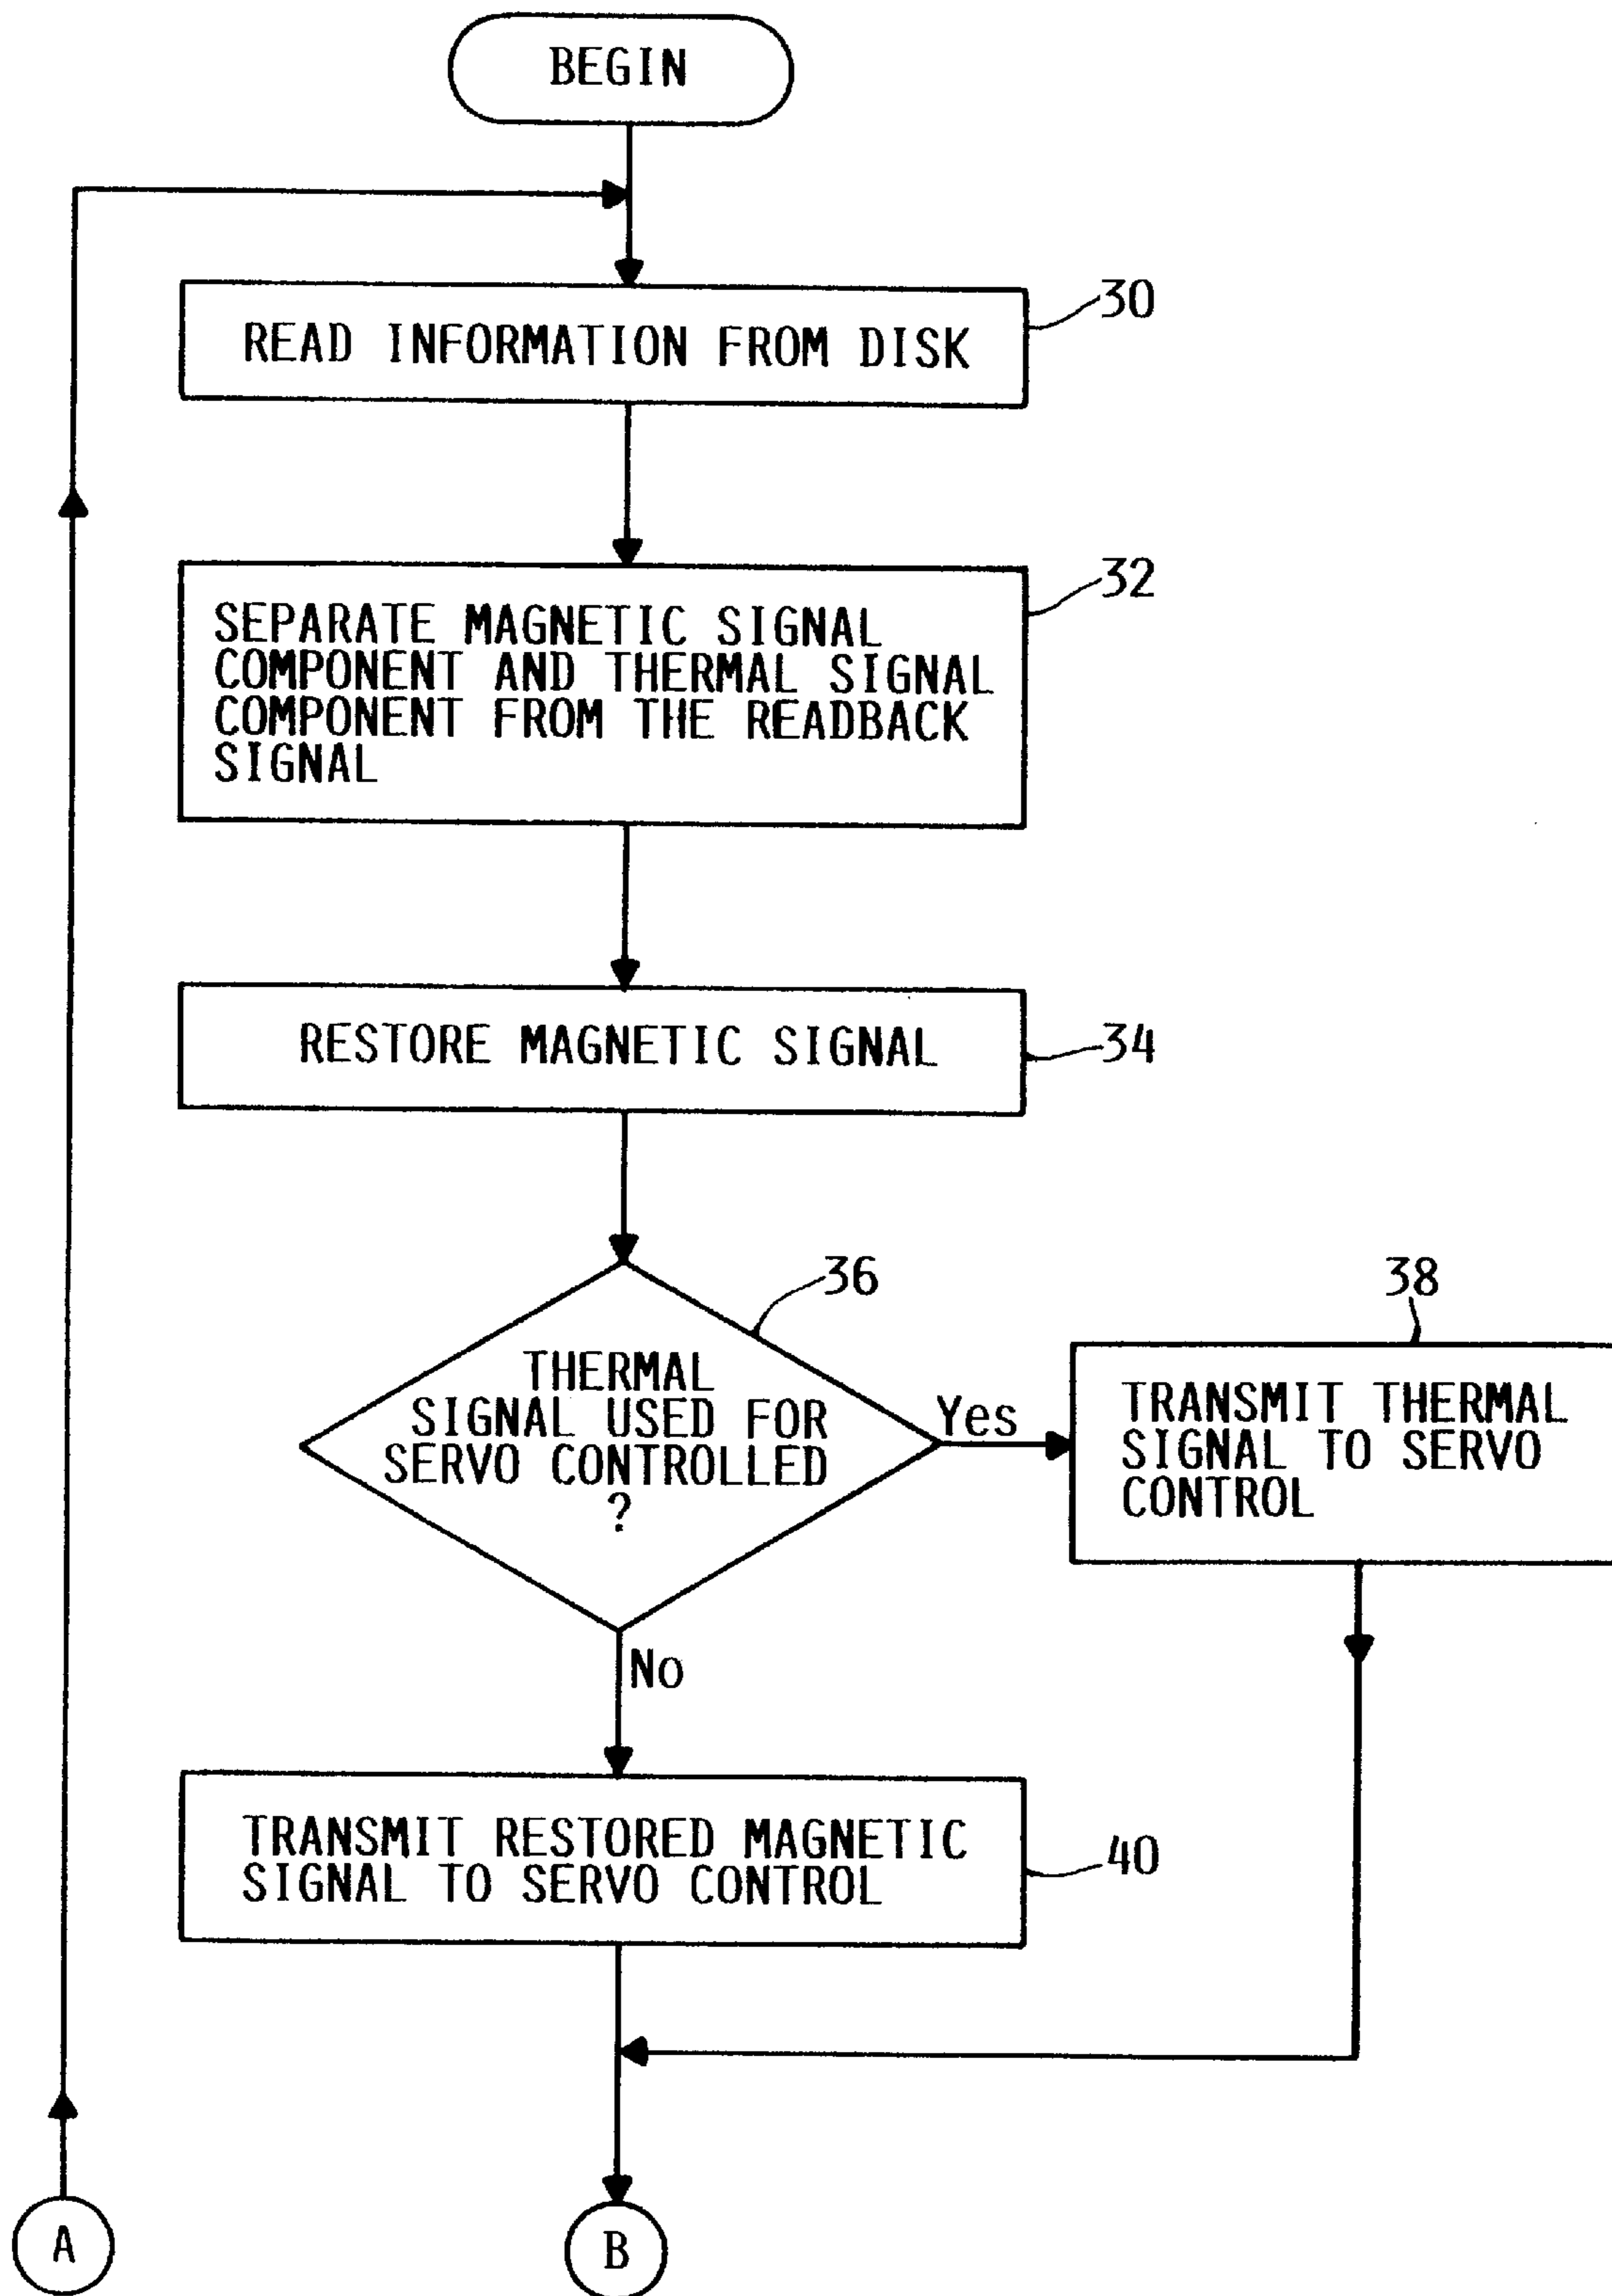 BEGIN
READ INFORMATION FROM DISK
30
SEPARATE MAGNETIC SIGNAL
COMPONENT AND THERMAL SIGNAL
COMPONENT FROM THE READBACK
SIGNAL
32
RESTORE MAGNETIC SIGNAL
34
36
THERMAL
SIGNAL USED FOR
SERVO CONTROLLED
?
Yes
38
TRANSMIT THERMAL
SIGNAL TO SERVO
CONTROL
No
TRANSMIT RESTORED MAGNETIC
SIGNAL TO SERVO CONTROL
40
A
B